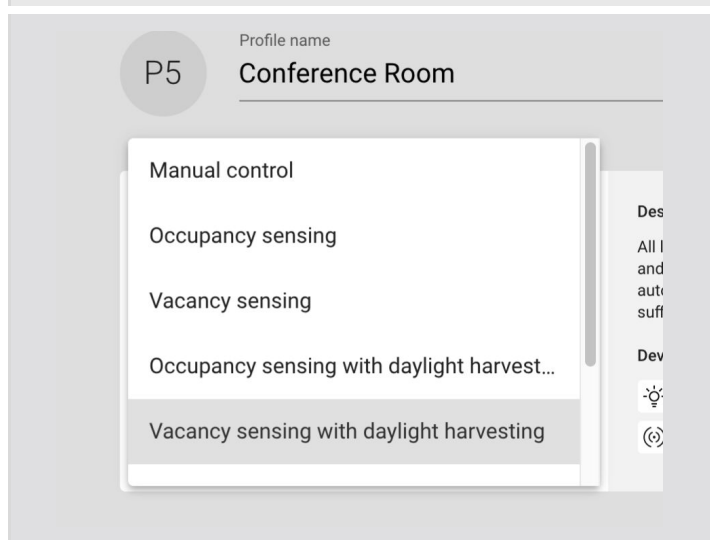 P5
Profile name
Conference Room
Manual control
Occupancy sensing
Vacancy sensing
Occupancy sensing with daylight harvest...
Vacancy sensing with daylight harvesting
Des
All
and
auto
suff
Dev